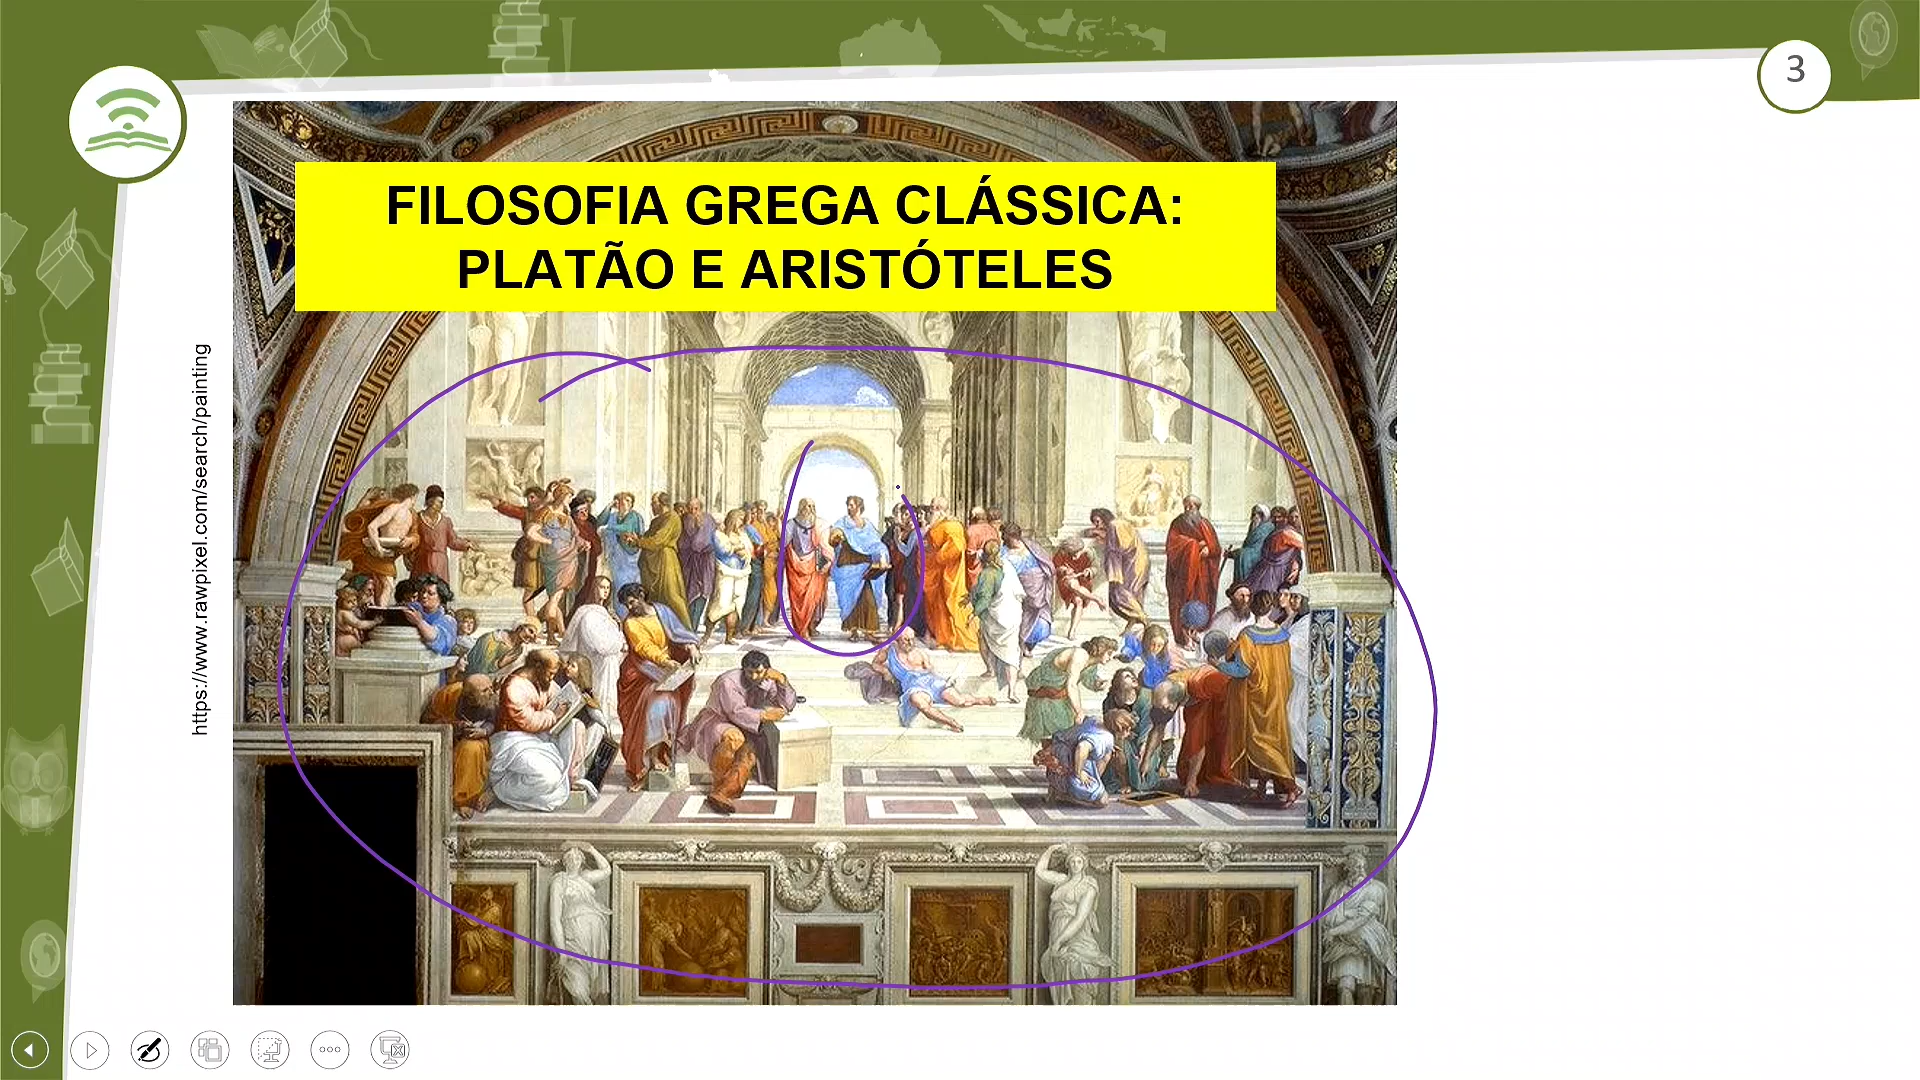 3
FILOSOFIA GREGA CLÁSSICA:
PLATÃO E ARISTÓTELES
https://www.rawpixel.com/search/painting